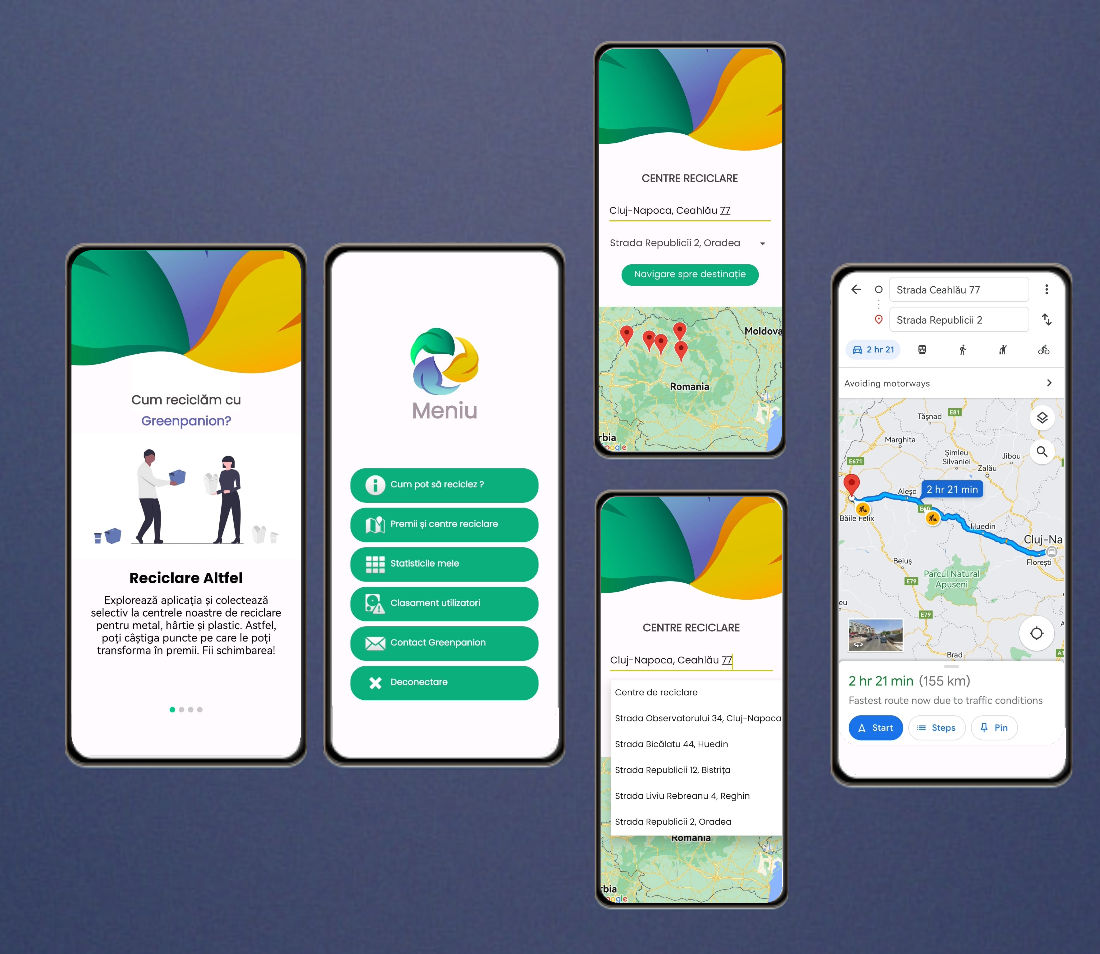 Cum reciclăm cu
Greenpanion?
Reciclare Altfel
Explorează aplicația și colectează
selectiv la centrele noastre de reciclare
pentru metal, hârtie și plastic. Astfel,
poți câștiga puncte pe care le poți
transforma în premii. Fii schimbarea!
Meniu
Cum pot să reciclez ?
Premii și centre reciclare
Statisticile mele
Clasament utilizatori
Contact Greenpanion
Deconectare
CENTRE RECICLARE
Cluj-Napoca, Ceahlău 77
Strada Republicii 2, Oradea
Navigare spre destinație
Moldova
Romania
rbia
gle
CENTRE RECICLARE
Cluj-Napoca, Ceahlău 77
Centre de reciclare
Strada Observatorului 34, Cluj-Napoca
Strada Bicălatu 44, Huedin
Strada Republicii 12, Bistrița
Strada Liviu Rebreanu 4, Reghin
Strada Republicii 2, Oradea
Romania
rbia
gle
Strada Ceahlău 77
Strada Republicii 2
2 hr 21
Avoiding motorways
Tășnad
E81
Marghita
Șimleu
Silvaniei
Jibou
Zalău
E671
Aleșd
2 hr 21 min
E60
Băile Felix
Huedin
Cluj-Na
Florești
Beiuș
E79
Parcul Natural
Apuseni
eu
E79
Brad
A1
2 hr 21 min (155 km)
Fastest route now due to traffic conditions
Start
Steps
Pin